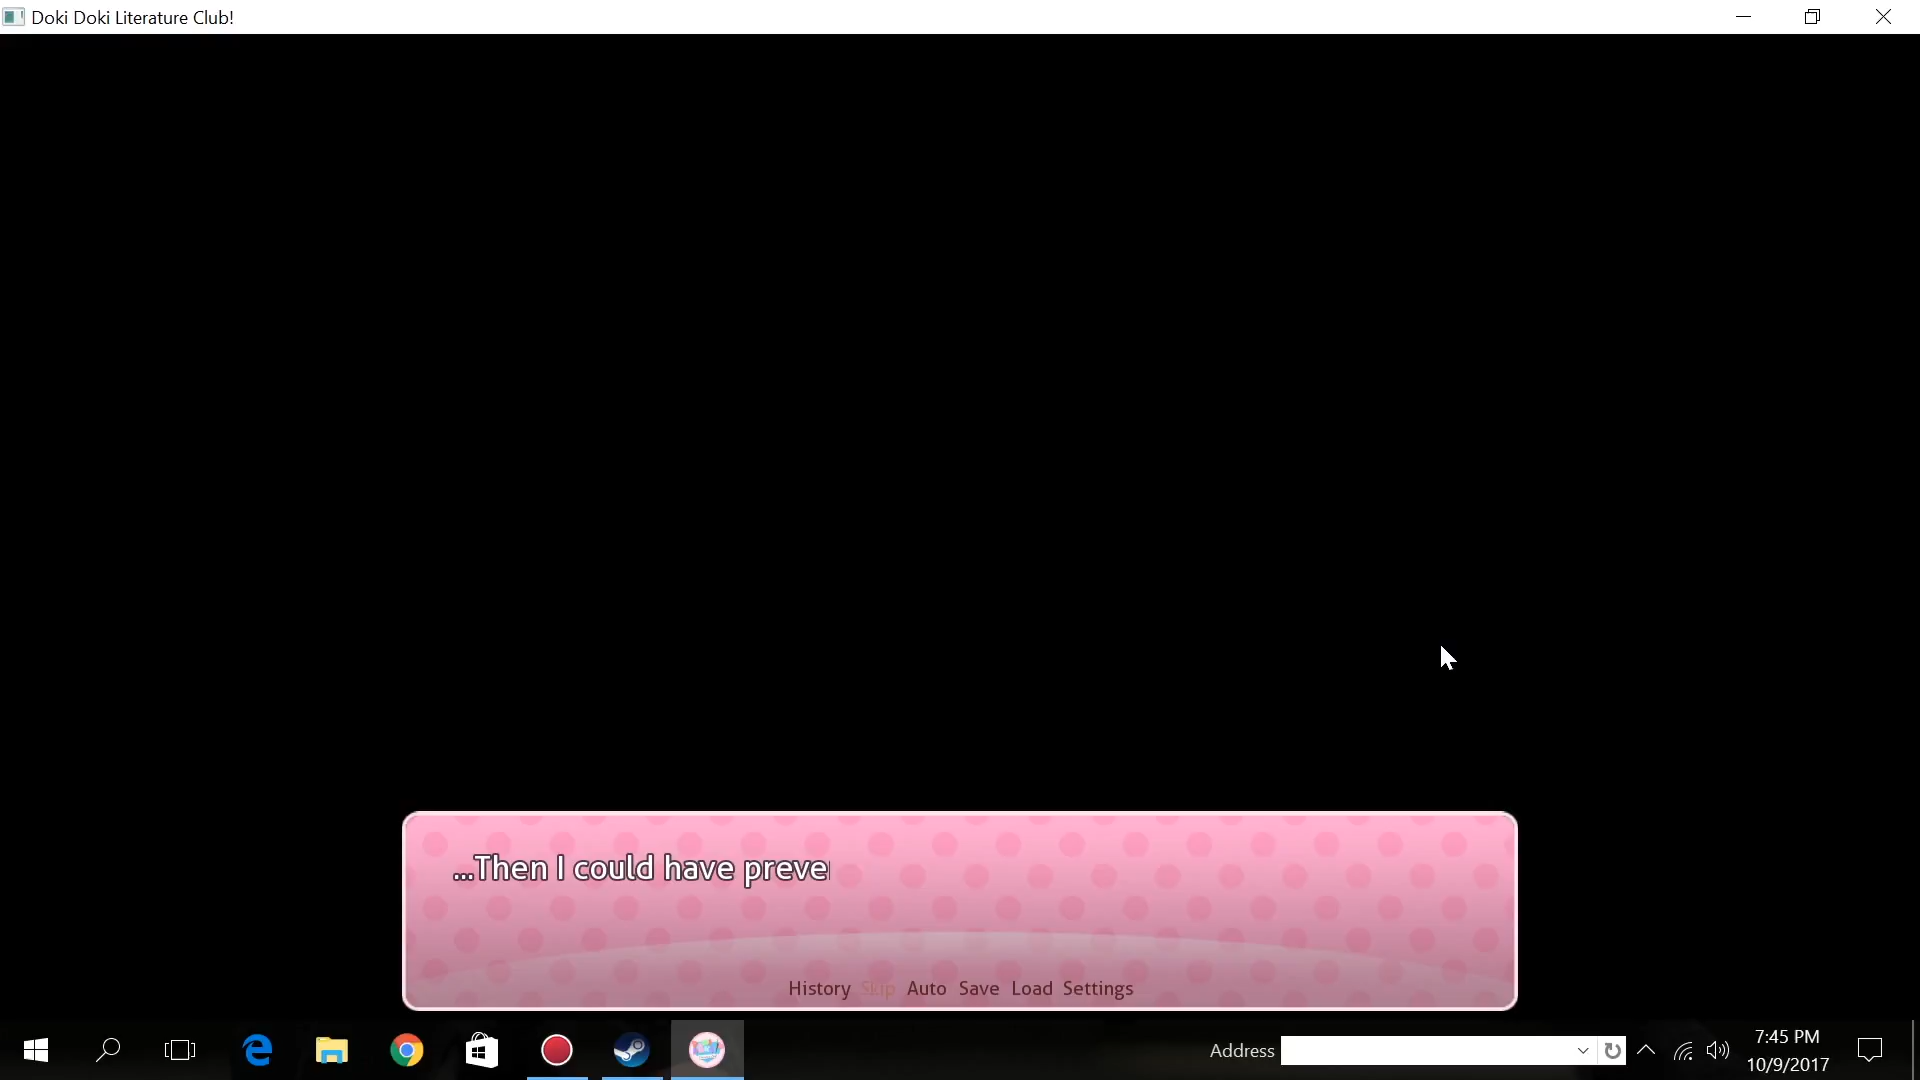 Doki Doki Literature Club!
...Then I could have preve
History Skip Auto Save Load Settings
Address
7:45 PM
10/9/2017